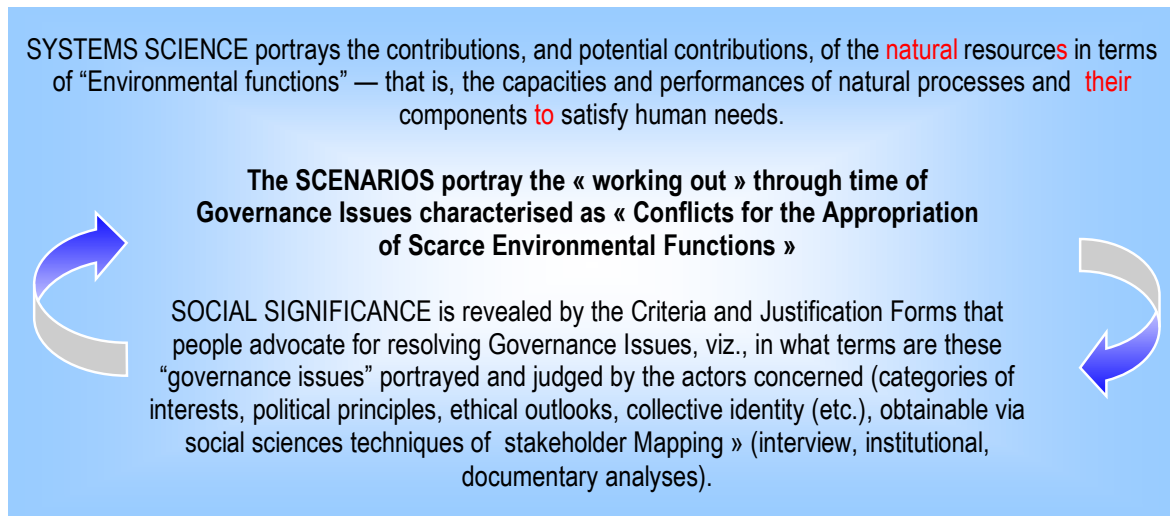 SYSTEMS SCIENCE portrays the contributions, and potential contributions, of the natural resources in terms
of “Environmental functions” — that is, the capacities and performances of natural processes and their
components to satisfy human needs.
The SCENARIOS portray the « working out » through time of
Governance Issues characterised as « Conflicts for the Appropriation
of Scarce Environmental Functions »
SOCIAL SIGNIFICANCE is revealed by the Criteria and Justification Forms that
people advocate for resolving Governance Issues, viz., in what terms are these
“governance issues” portrayed and judged by the actors concerned (categories of
interests, political principles, ethical outlooks, collective identity (etc.), obtainable via
social sciences techniques of stakeholder Mapping » (interview, institutional,
documentary analyses).